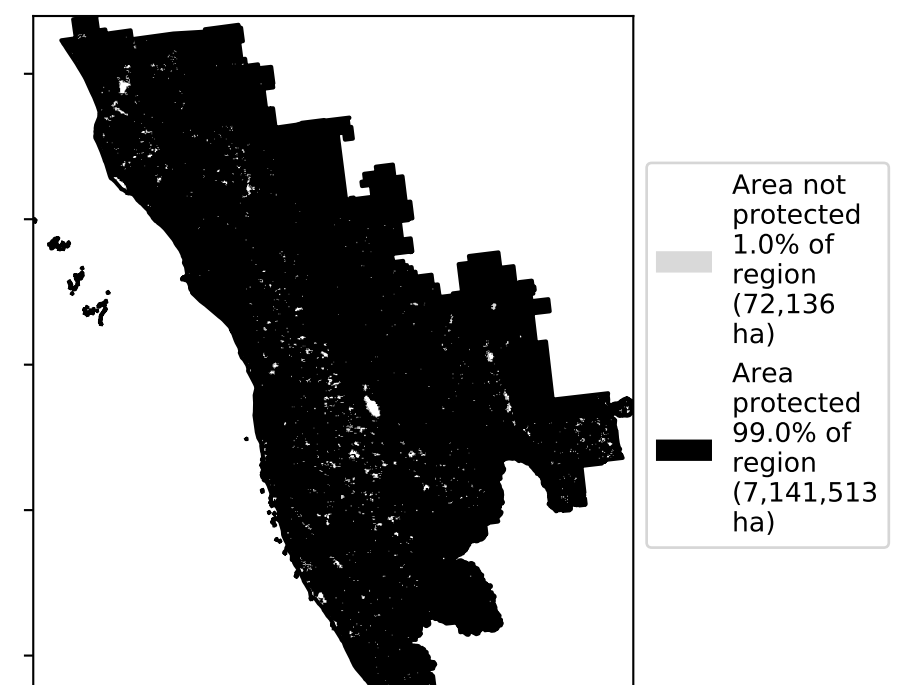 Area not
protected
1.0% of
region
(72,136
ha)
Area
protected
99.0% of
region
(7,141,513
ha)